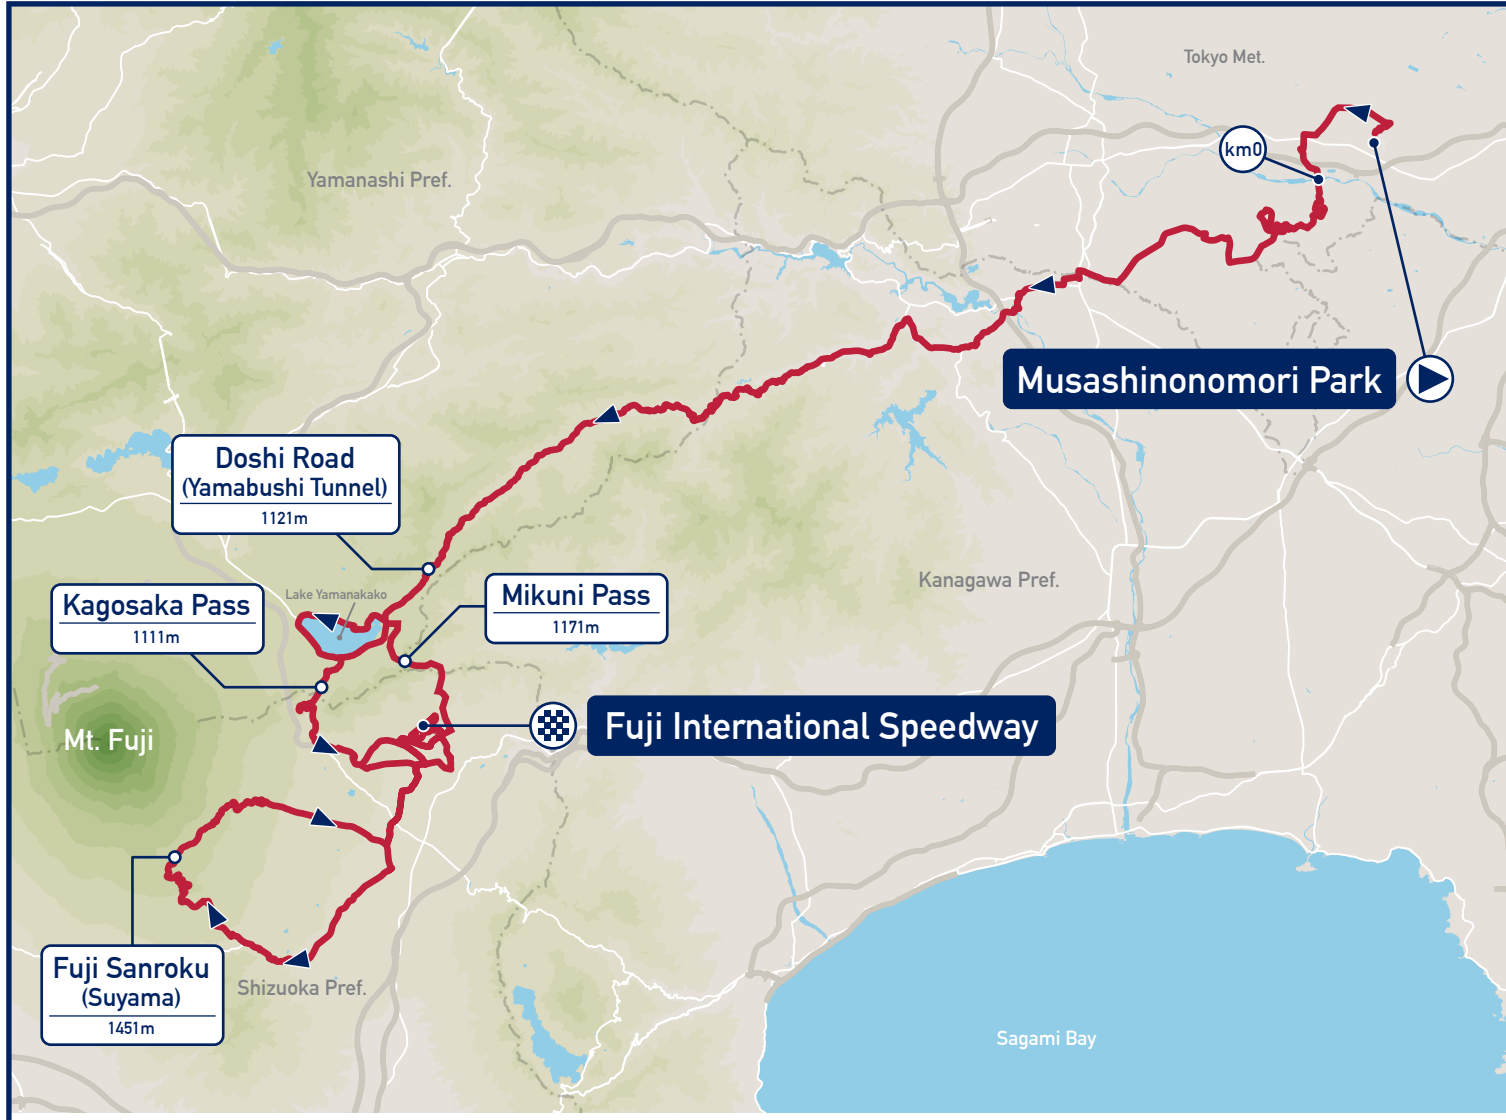 Tokyo Met.
km0
Yamanashi Pref.
Musashinonomori Park
Doshi Road
(Yamabushi Tunnel)
1121m
Kanagawa Pref.
Mikuni Pass
1171m
Lake Yamanakako
Kagosaka Pass
1111m
Fuji International Speedway
Mt. Fuji
Fuji Sanroku
(Suyama)
1451m
Shizuoka Pref.
Sagami Bay